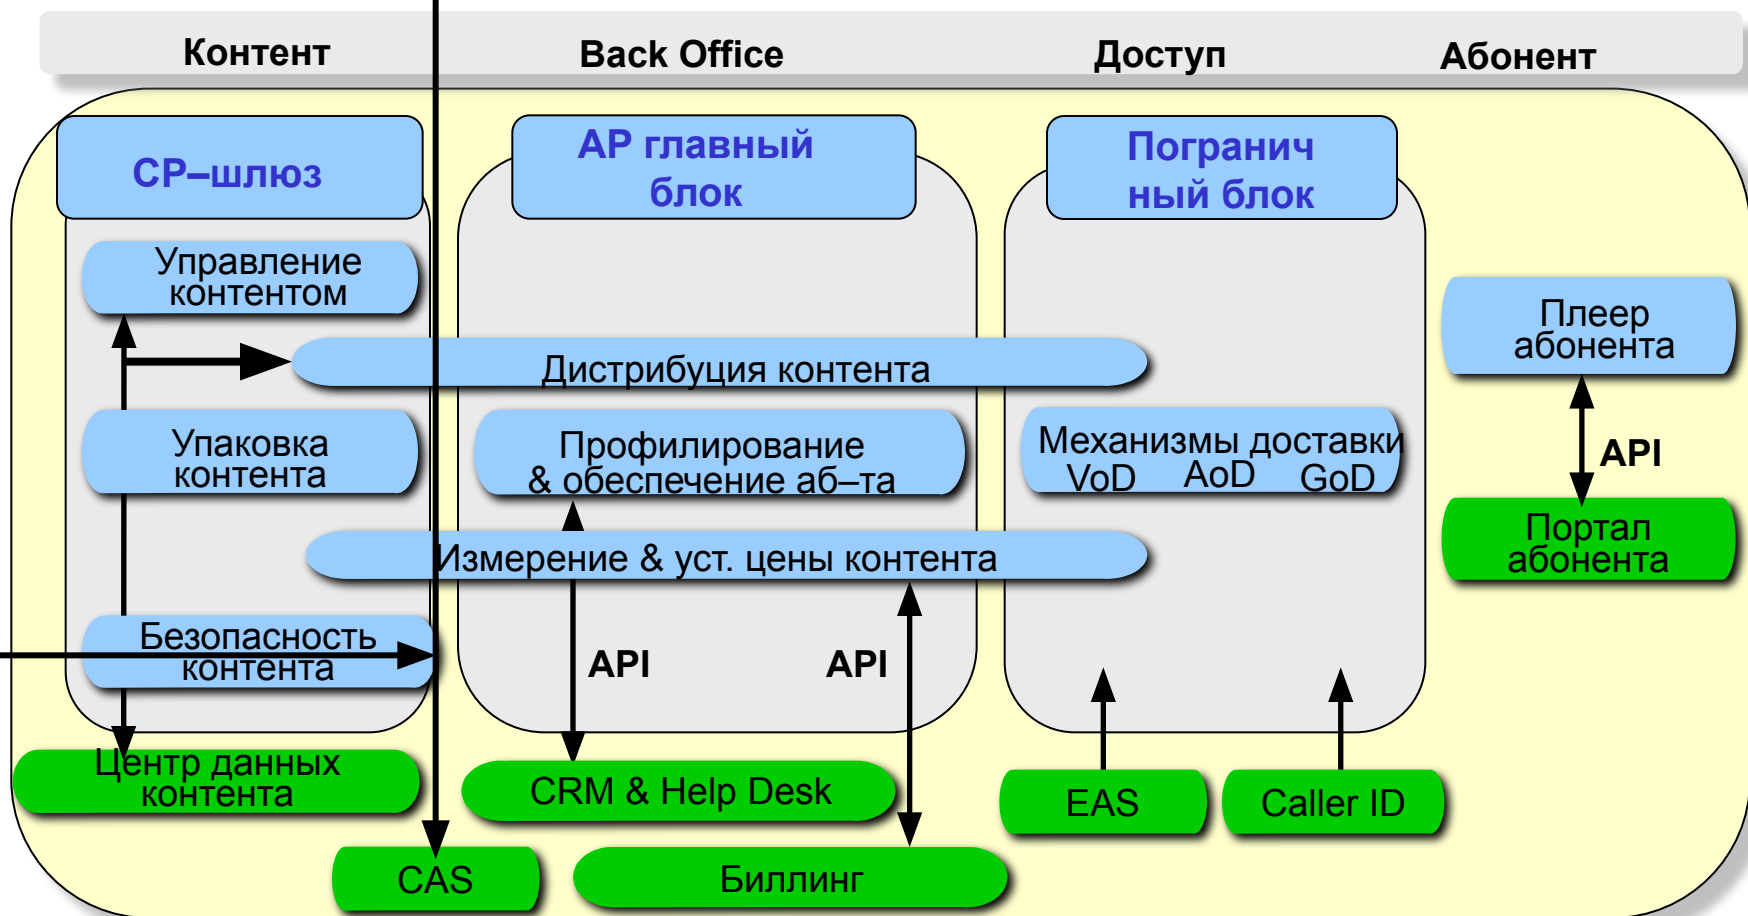 Контент
Back Office
Доступ
Абонент
СР–шлюз
АР главный
блок
Погранич
ный блок
Управление
контентом
Дистрибуция контента
Плеер
абонента
Упаковка
контента
Профилирование
& обеспечение аб–та
Механизмы доставки
VoD AoD GoD
API
Портал
абонента
Измерение & уст. цены контента
Безопасность
контента
API
API
Центр данных
контента
CRM & Help Desk
EAS
Caller ID
CAS
Биллинг